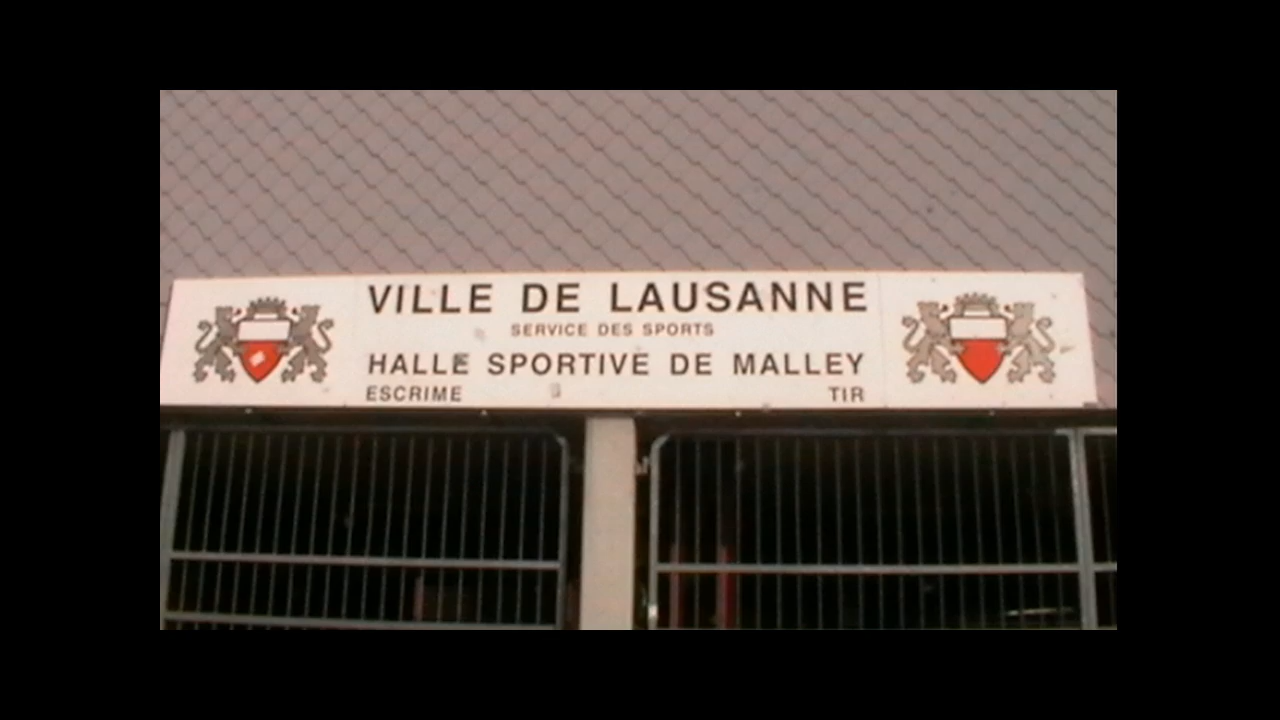 VILLE DE LAUSANNE
SERVICE DES SPORTS
HALLE SPORTIVE DE MALLEY
ESCRIME TIR